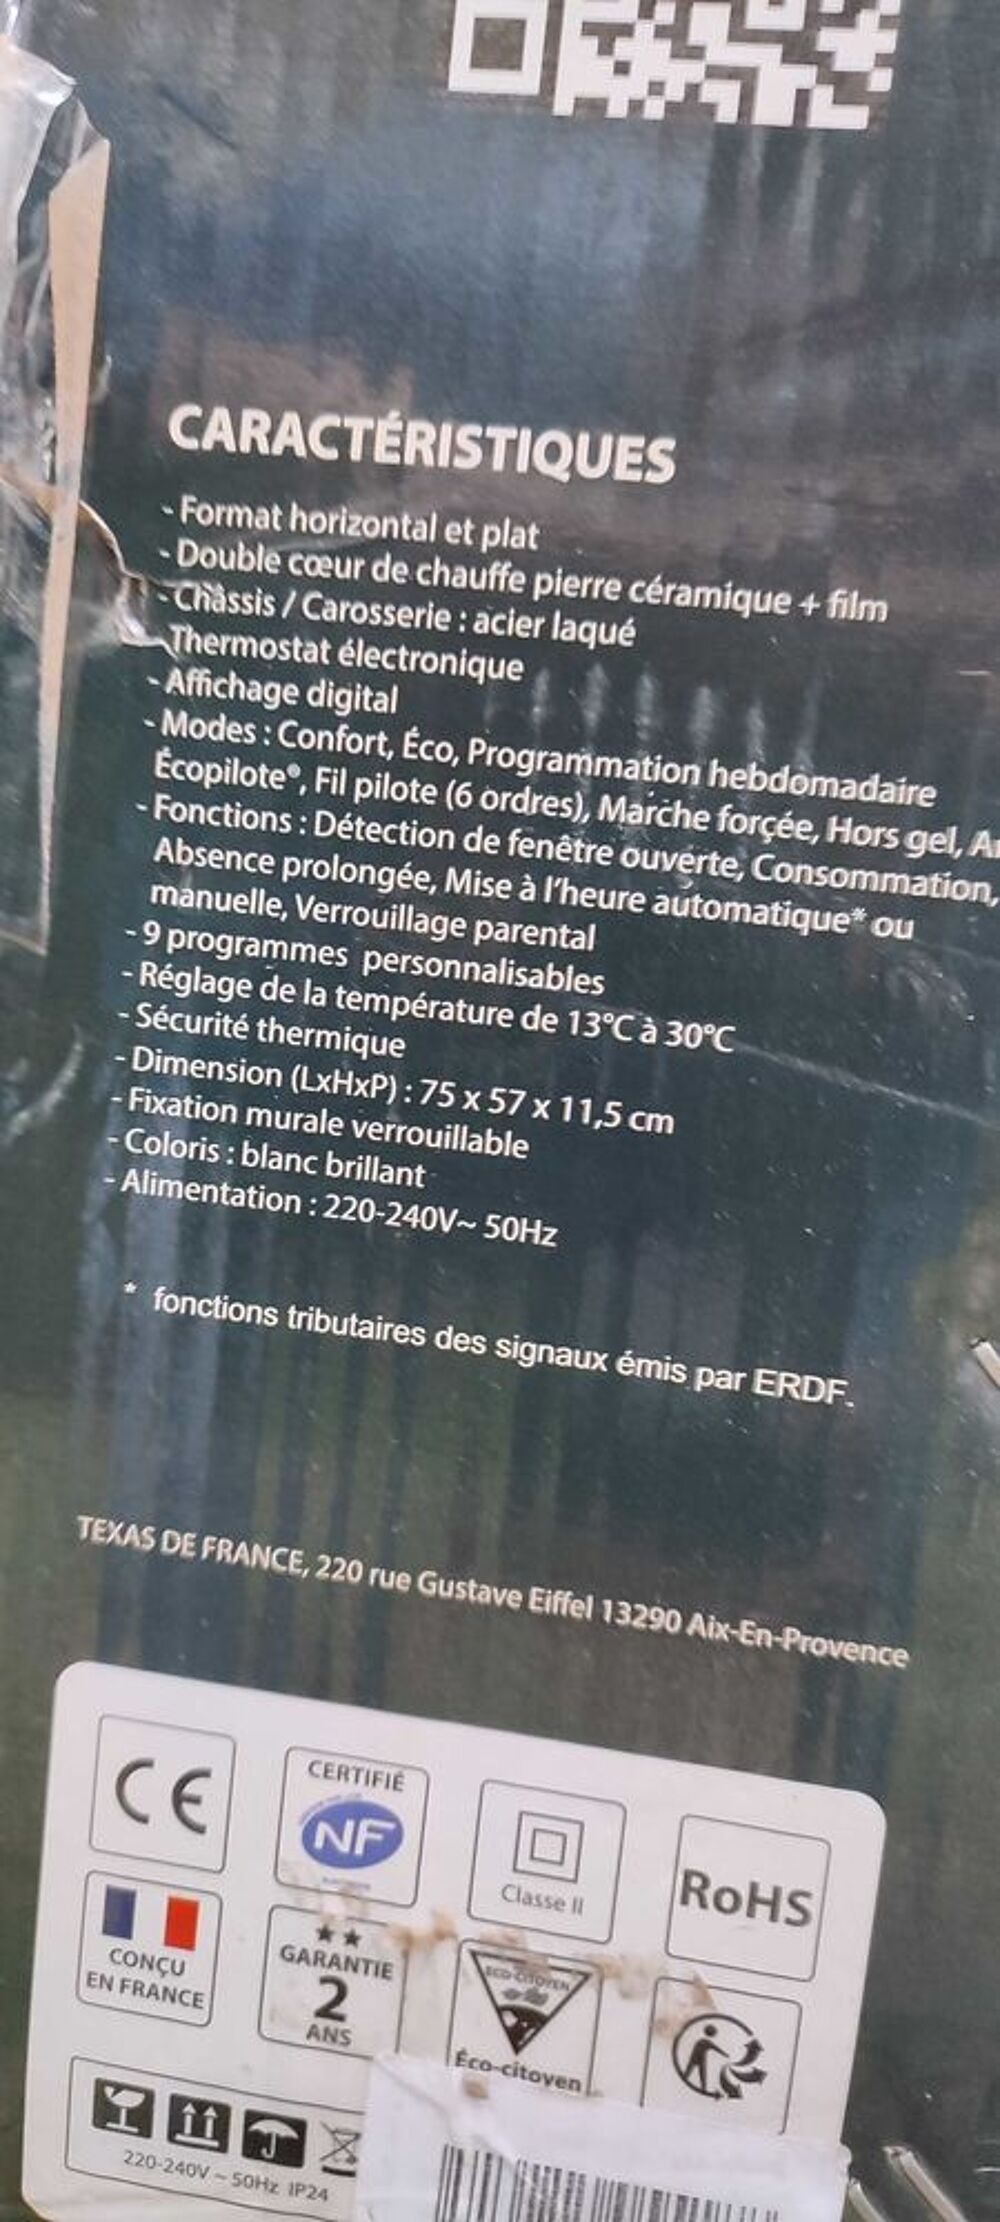 CARACTÉRISTIQUES
- Format horizontal et plat
- Double cœur de chauffe pierre céramique + film
- Châssis / Carosserie : acier laqué
Thermostat électronique
- Affichage digital
- Modes : Confort, Éco, Programmation hebdomadaire
Écopilote®, Fil pilote (6 ordres), Marche forçée, Hors gel,
- Fonctions : Détection de fenêtre ouverte, Consommation,
Absence prolongée, Mise à l'heure automatique* ou
manuelle, Verrouillage parental
- 9 programmes personnalisables
- Réglage de la température de 13°C à 30°C
- Sécurité thermique
- Dimension (LxHxP) : 75 x 57 x 11,5 cm
- Fixation murale verrouillable
- Coloris : blanc brillant
- Alimentation : 220-240V~ 50Hz
* fonctions tributaires des signaux émis par ERDF.
TEXAS DE FRANCE, 220 rue Gustave Eiffel 13290 Aix-En-Provence
CE
CERTIFIÉ
NF
Classe II
RoHS
CONÇU
EN FRANCE
GARANTIE
2
ANS
ECO-CITOYEN
Éco-citoyen
220-240V ~ 50Hz IP24